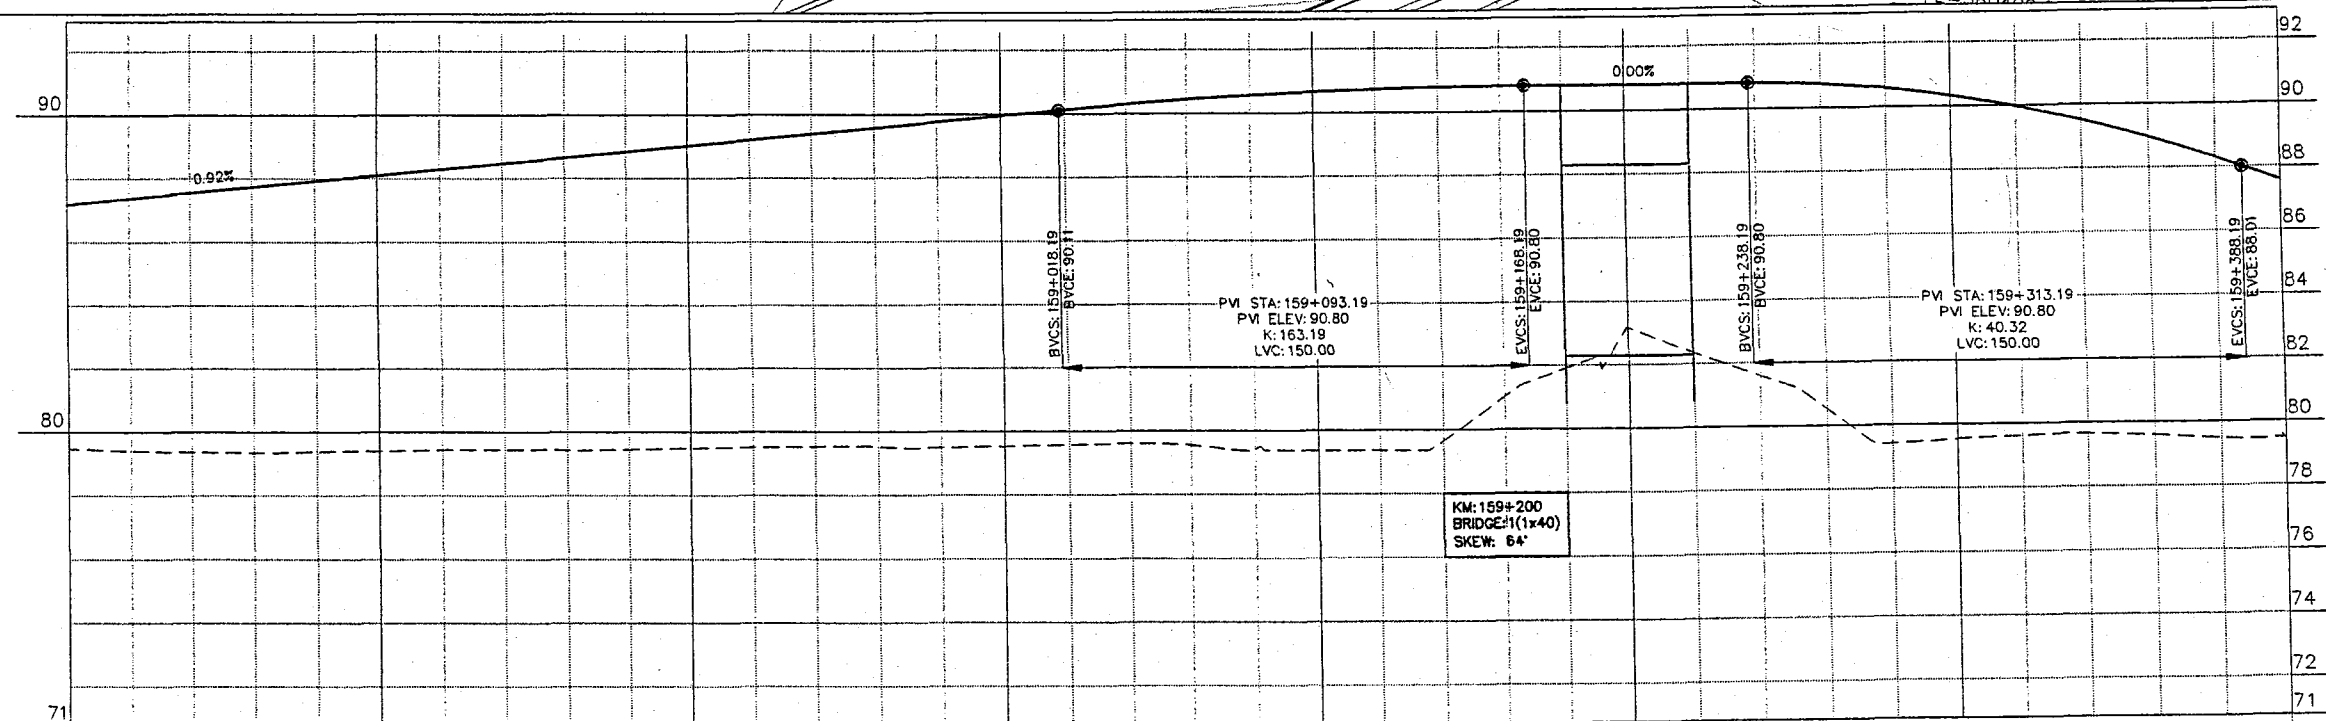 92
0.00%
90
90
88
0.92%
86
BVCS: 159+018.19
BVCE: 90.11
EVCS: 159+168.19
EVCE: 90.80
BVCS: 159+238.19
BVCE: 90.80
EVCS: 159+388.19
EVCE: 88.01
84
PVI STA: 159+093.19
PVI ELEV: 90.80
K: 163.19
LVC: 150.00
PVI STA: 159+313.19
PVI ELEV: 90.80
K: 40.32
LVC: 150.00
82
80
80
78
KM: 159+200
BRIDGE: 1(1x40)
SKEW: 64°
76
74
72
71
71